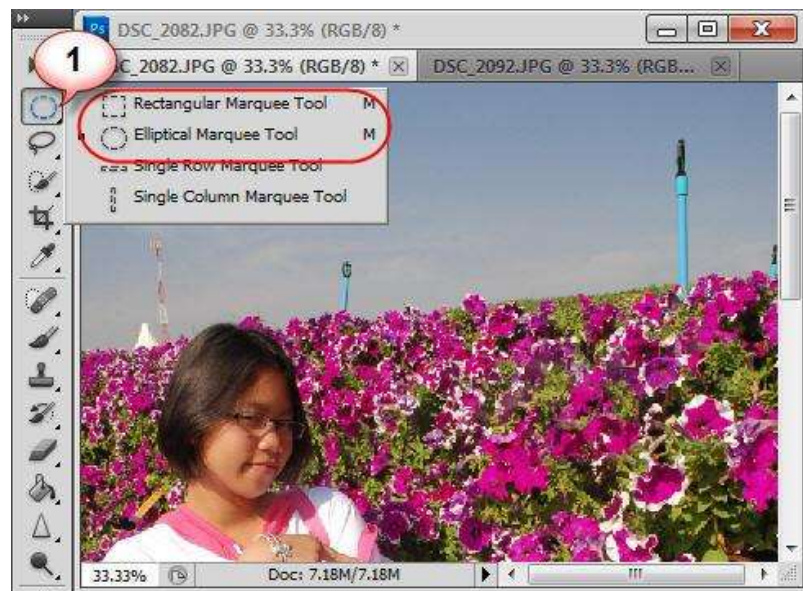 Ps DSC_2082.JPG @ 33.3% (RGB/8) *
1
C_2082.JPG @ 33.3% (RGB/8) * DSC_2092.JPG @ 33.3% (RGB...
Rectangular Marquee Tool M
Elliptical Marquee Tool M
Single Row Marquee Tool
Single Column Marquee Tool
33.33% Doc: 7.18M/7.18M